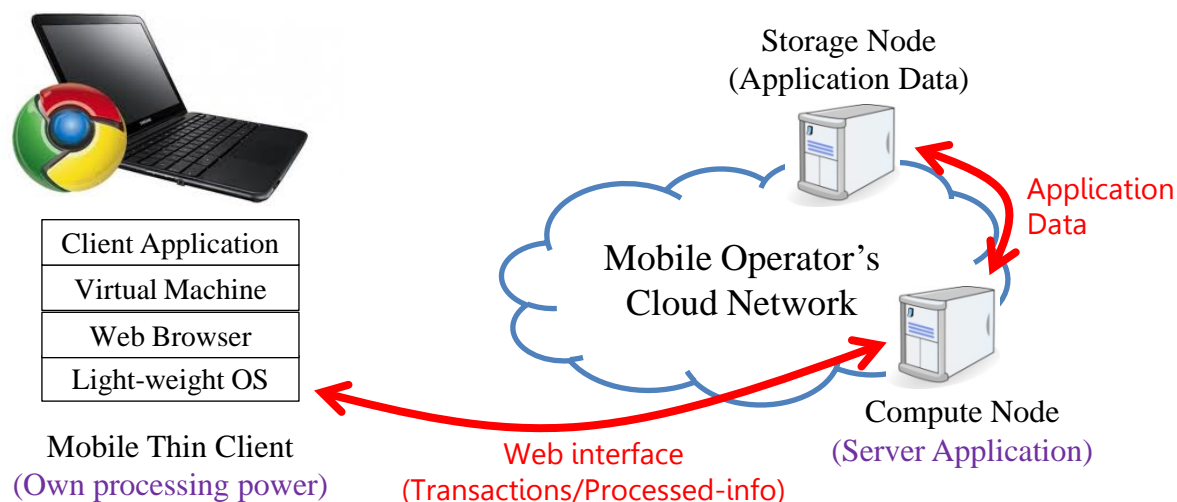 Storage Node
(Application Data)
Application
Data
Client Application
Virtual Machine
Web Browser
Light-weight OS
Mobile Operator’s
Cloud Network
Mobile Thin Client
(Own processing power)
Web interface
(Transactions/Processed-info)
Compute Node
(Server Application)